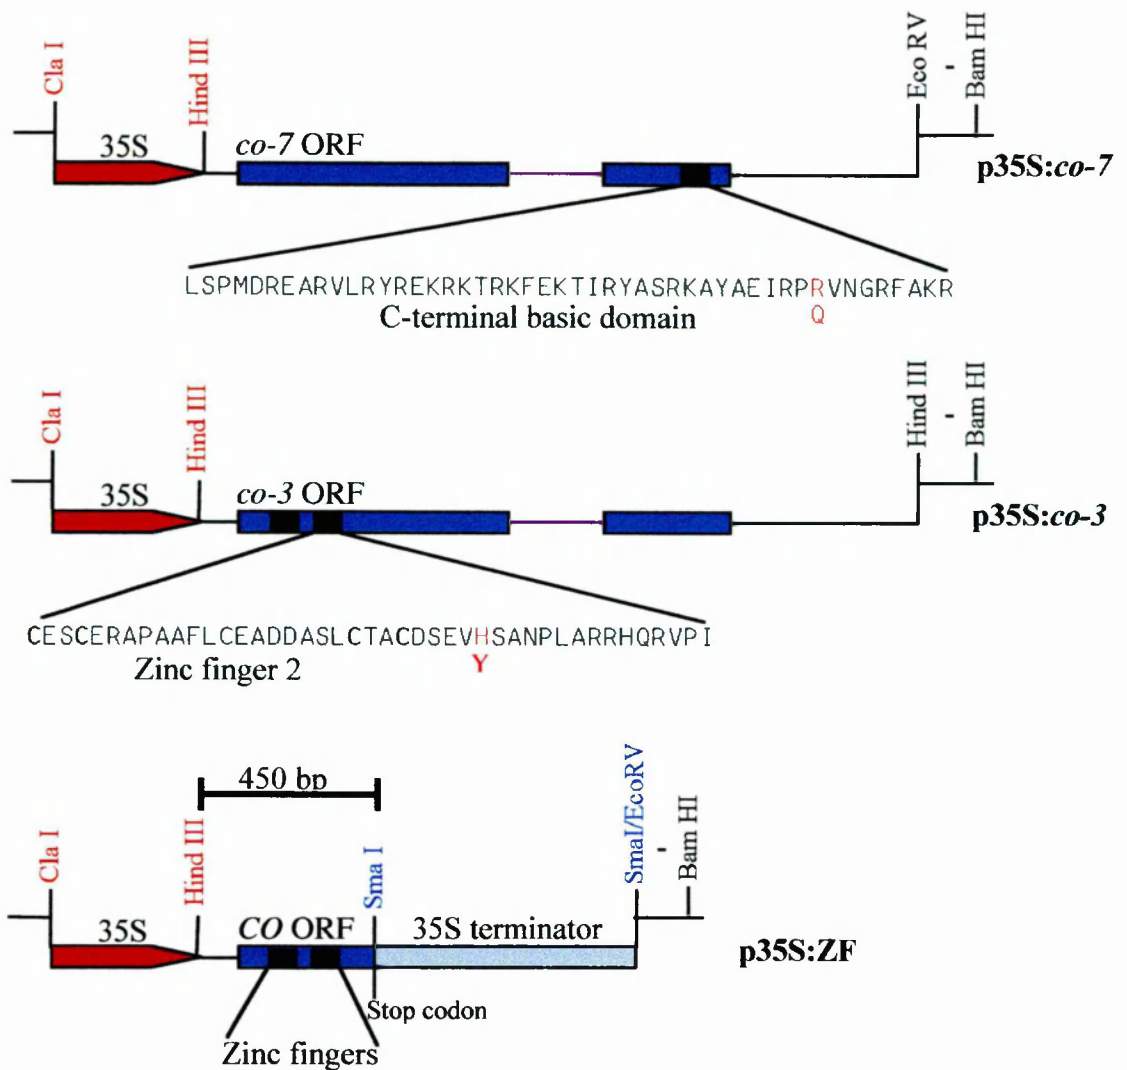 Cla I
Hind III
35S
co-7 ORF
Eco RV
-
Bam HI
p35S:co-7
LSPMDREARVLRYREKRKTRKFEKTIRYASRKAYAEIRPRVNGRFAKR
Q
C-terminal basic domain
Cla I
Hind III
35S
co-3 ORF
Hind III
-
Bam HI
p35S:co-3
CESCERAPAAFLCEADDASLCTACDSEVHSANPLARRHQRVPI
Y
Zinc finger 2
450 bp
Cla I
Hind III
Sma I
SmaI/EcoRV
-
Bam HI
35S
CO ORF
35S terminator
p35S:ZF
Stop codon
Zinc fingers